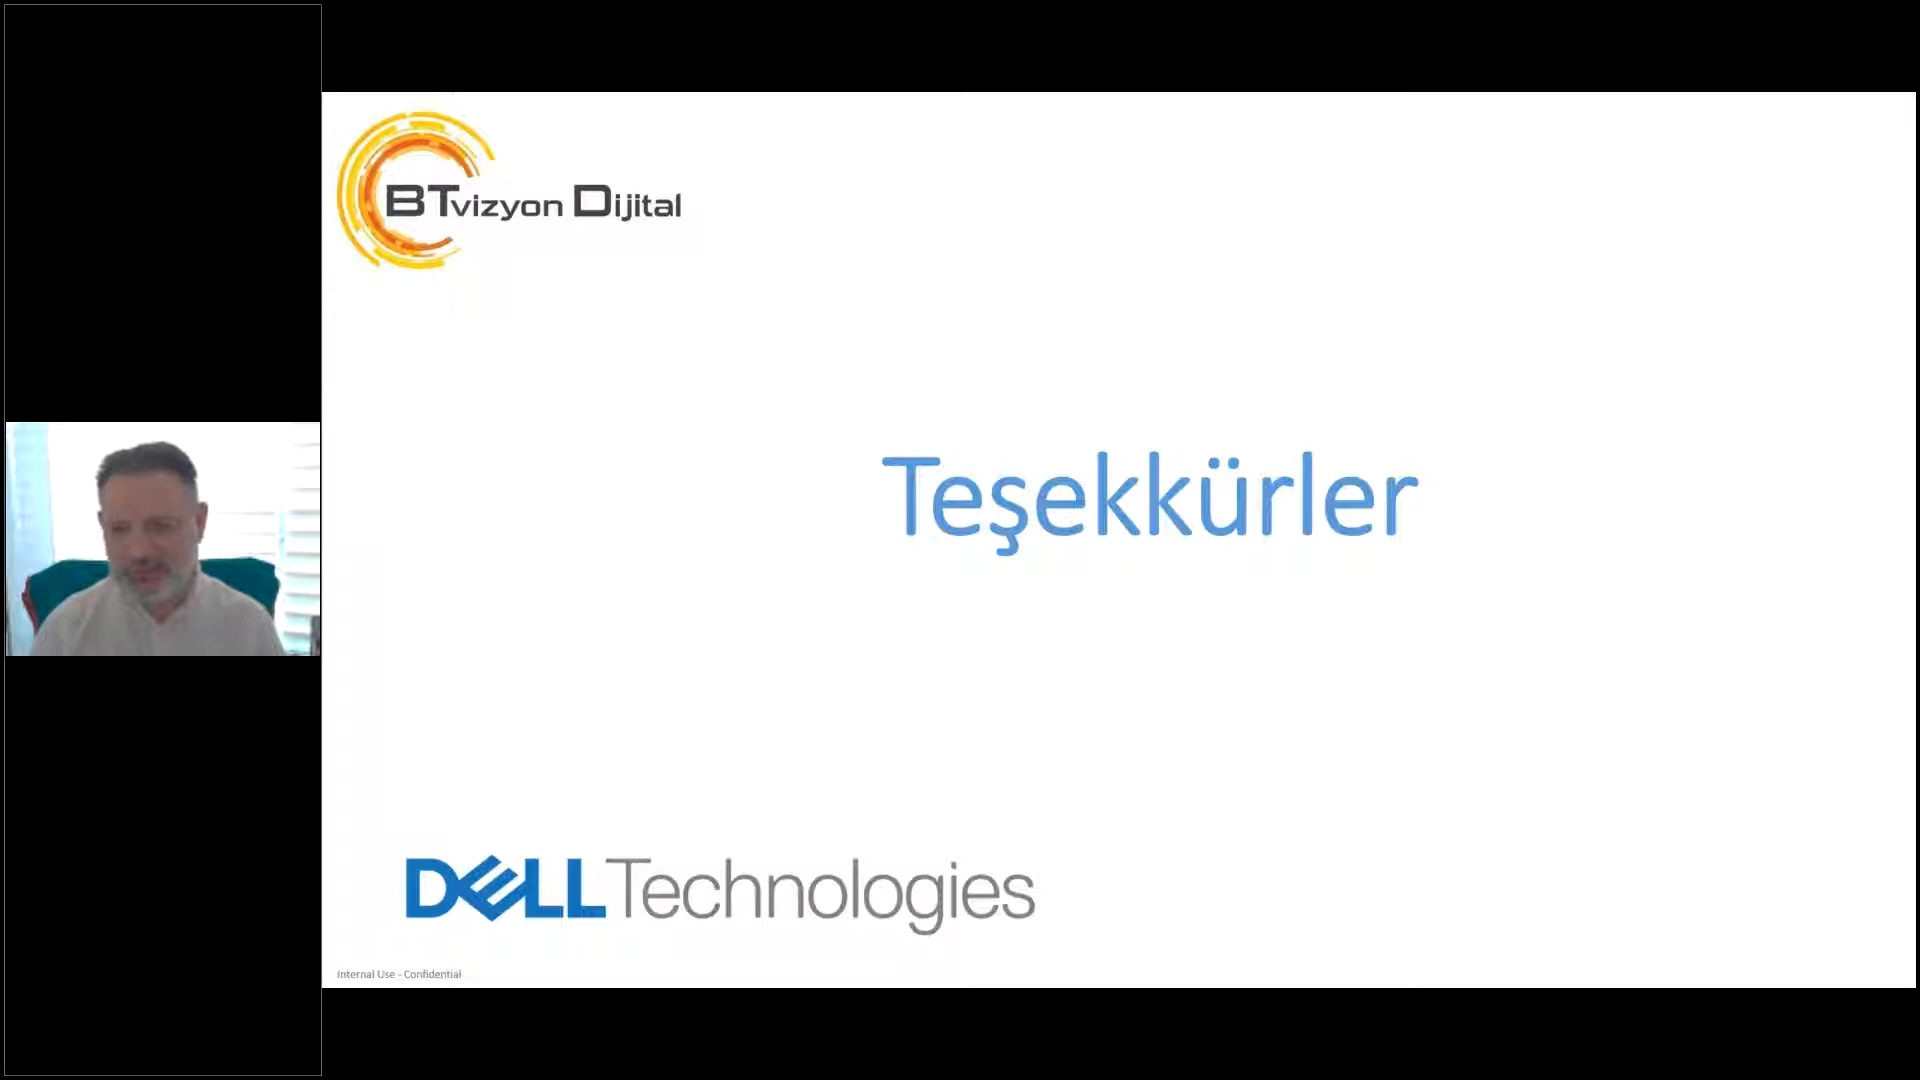 BTvizyon Dijital
Teşekkürler
DELL Technologies
Internal Use - Confidential